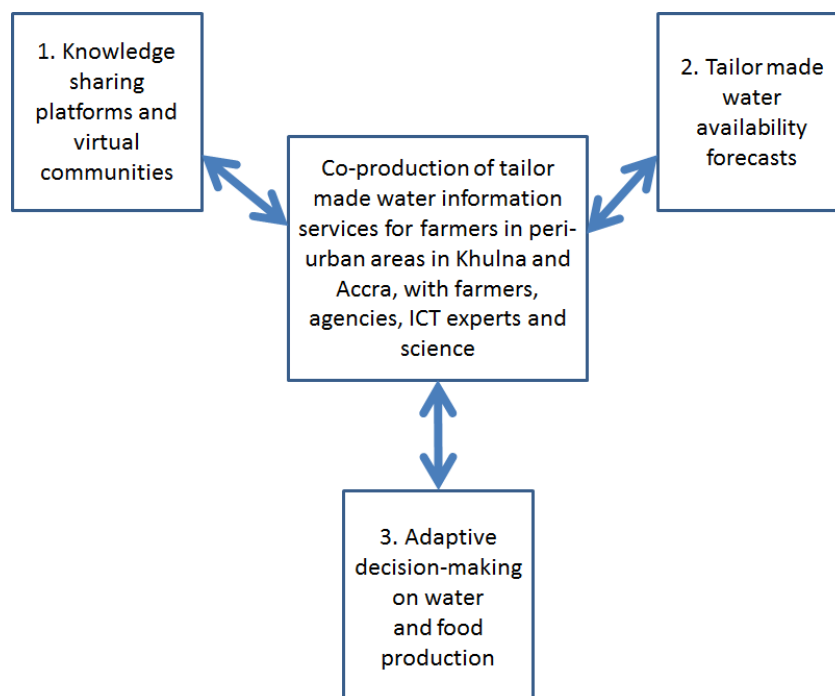 1. Knowledge
sharing
platforms and
virtual
communities
2. Tailor made
water
availability
forecasts
Co-production of tailor
made water information
services for farmers in peri-
urban areas in Khulna and
Accra, with farmers,
agencies, ICT experts and
science
3. Adaptive
decision-making
on water
and food
production